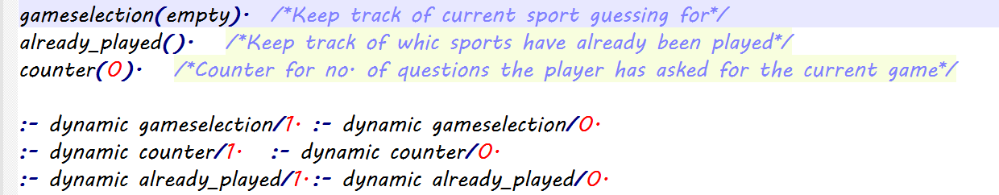 gameselection(empty). /*Keep track of current sport guessing for*/
already_played(). /*Keep track of whic sports have already been played*/
counter(0). /*Counter for no. of questions the player has asked for the current game*/
:- dynamic gameselection/1. :- dynamic gameselection/0.
:- dynamic counter/1. :- dynamic counter/0.
:- dynamic already_played/1. :- dynamic already_played/0.